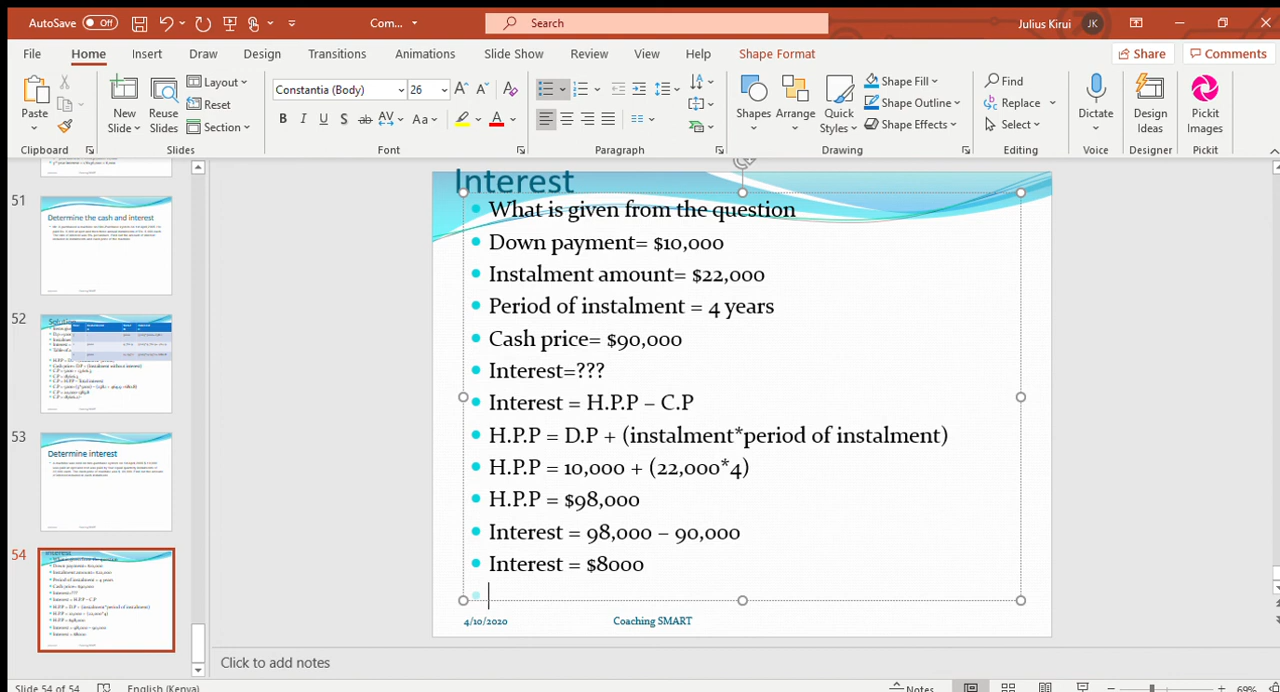 AutoSave Off Com... Search Julius Kirui JK
File Home Insert Draw Design Transitions Animations Slide Show Review View Help Shape Format Share Comments
Paste New Slide Reuse Slides Layout Reset Section
Constantia (Body) 26
B I U S ab AV Aa A
Shapes Arrange Quick Styles Shape Fill Shape Outline Shape Effects
Find Replace Select
Dictate Design Ideas Pickit Images
Clipboard Slides Font Paragraph Drawing Editing Voice Designer Pickit
51
Determine the cash and interest
52
53
Determine interest
54
Interest
What is given from the question
Down payment= $10,000
Instalment amount= $22,000
Period of instalment = 4 years
Cash price= $90,000
Interest=???
Interest = H.P.P – C.P
H.P.P = D.P + (instalment*period of instalment)
H.P.P = 10,000 + (22,000*4)
H.P.P = $98,000
Interest = 98,000 – 90,000
Interest = $8000
4/10/2020 Coaching SMART
Click to add notes
Slide 54 of 54 English (Kenya) Notes 69%